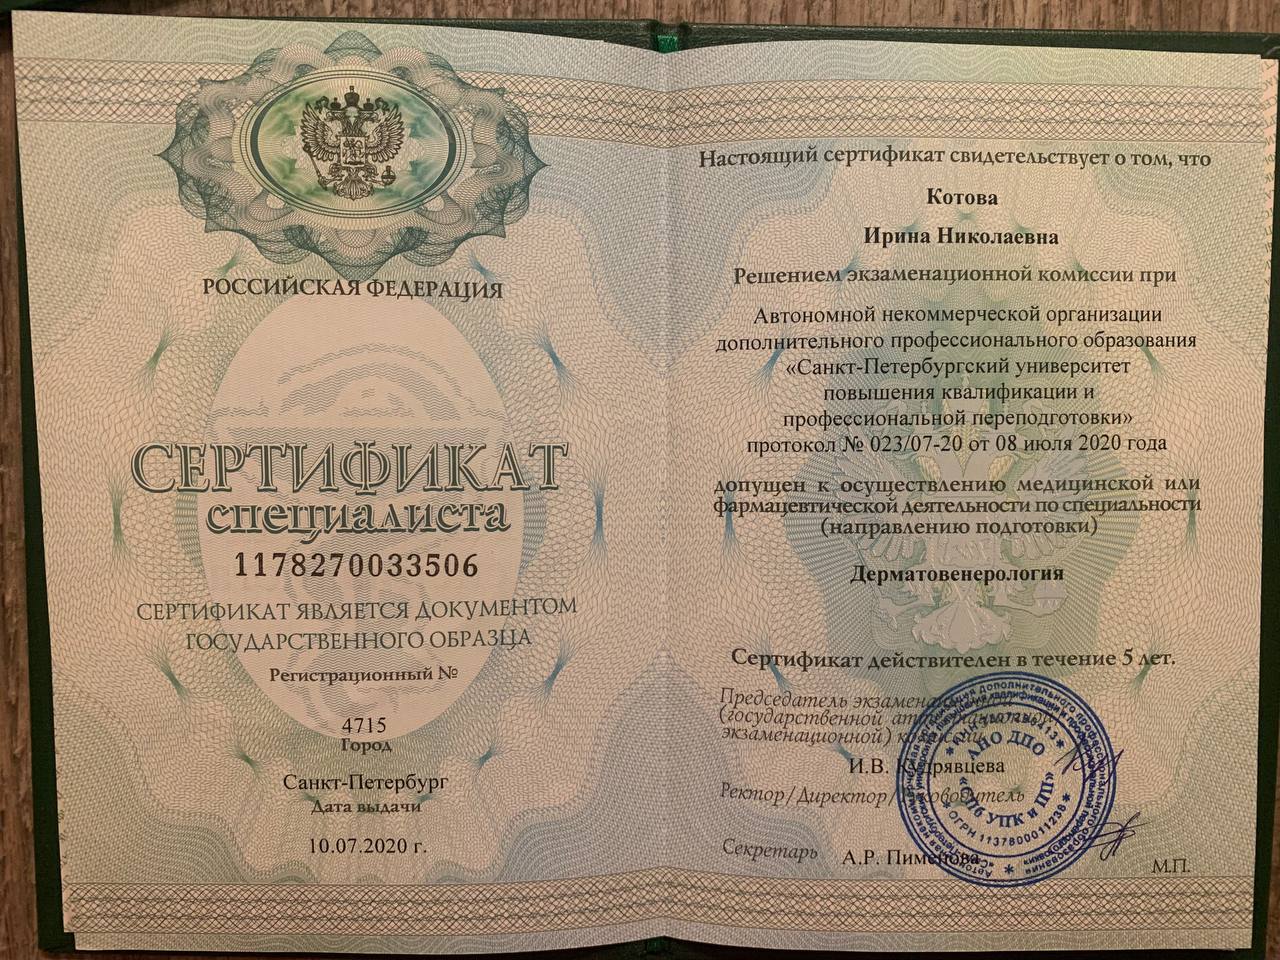 РОССИЙСКАЯ ФЕДЕРАЦИЯ
СЕРТИФИКАТ
специалиста
1178270033506
СЕРТИФИКАТ ЯВЛЯЕТСЯ ДОКУМЕНТОМ
ГОСУДАРСТВЕННОГО ОБРАЗЦА
Регистрационный №
4715
Город
Санкт-Петербург
Дата выдачи
10.07.2020 г.
Настоящий сертификат свидетельствует о том, что
Котова
Ирина Николаевна
Решением экзаменационной комиссии при
Автономной некоммерческой организации
дополнительного профессионального образования
«Санкт-Петербургский университет
повышения квалификации и
профессиональной переподготовки»
протокол № 023/07-20 от 08 июля 2020 года
допущен к осуществлению медицинской или
фармацевтической деятельности по специальности
(направлению подготовки)
Дерматовенерология
Сертификат действителен в течение 5 лет.
Председатель экзаменационной
(государственной аттестационной,
экзаменационной) комиссии
И.В. Кудрявцева
Ректор/Директор/Руководитель
Секретарь А.Р. Пименова
М.П.
АНО ДПО
«СПб УПК и ПП»
ОГРН 1137800011238